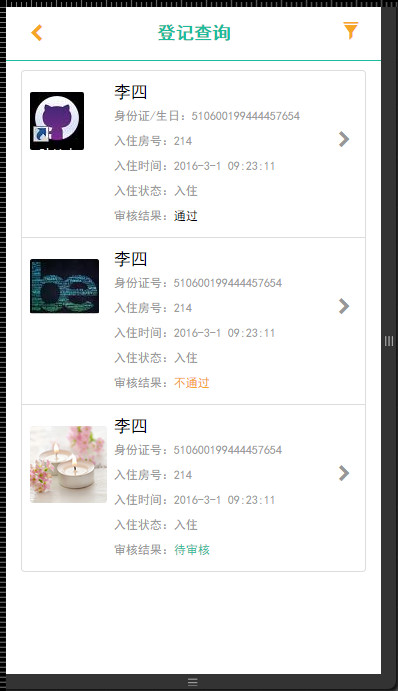 登记查询
李四
身份证/生日：510600199444457654
入住房号：214
入住时间：2016-3-1 09:23:11
入住状态：入住
审核结果：通过
李四
身份证号：510600199444457654
入住房号：214
入住时间：2016-3-1 09:23:11
入住状态：入住
审核结果：不通过
be
李四
身份证号：510600199444457654
入住房号：214
入住时间：2016-3-1 09:23:11
入住状态：入住
审核结果：待审核